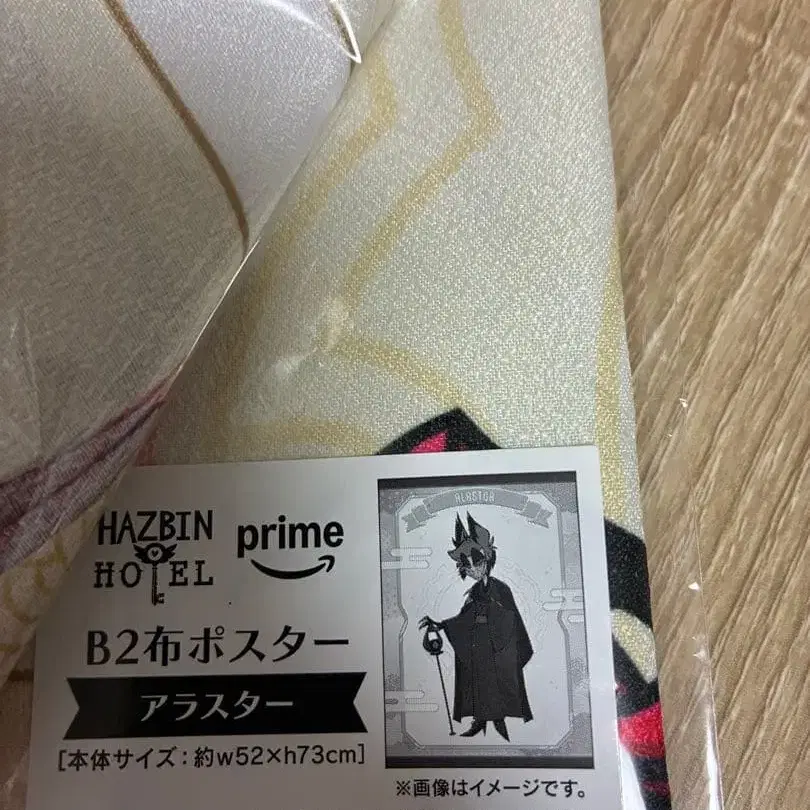 HAZBIN
HOTEL
prime
B2布ポスター
アラスター
[本体サイズ：約w52×h73cm]
ALASTOR
※画像はイメージです。